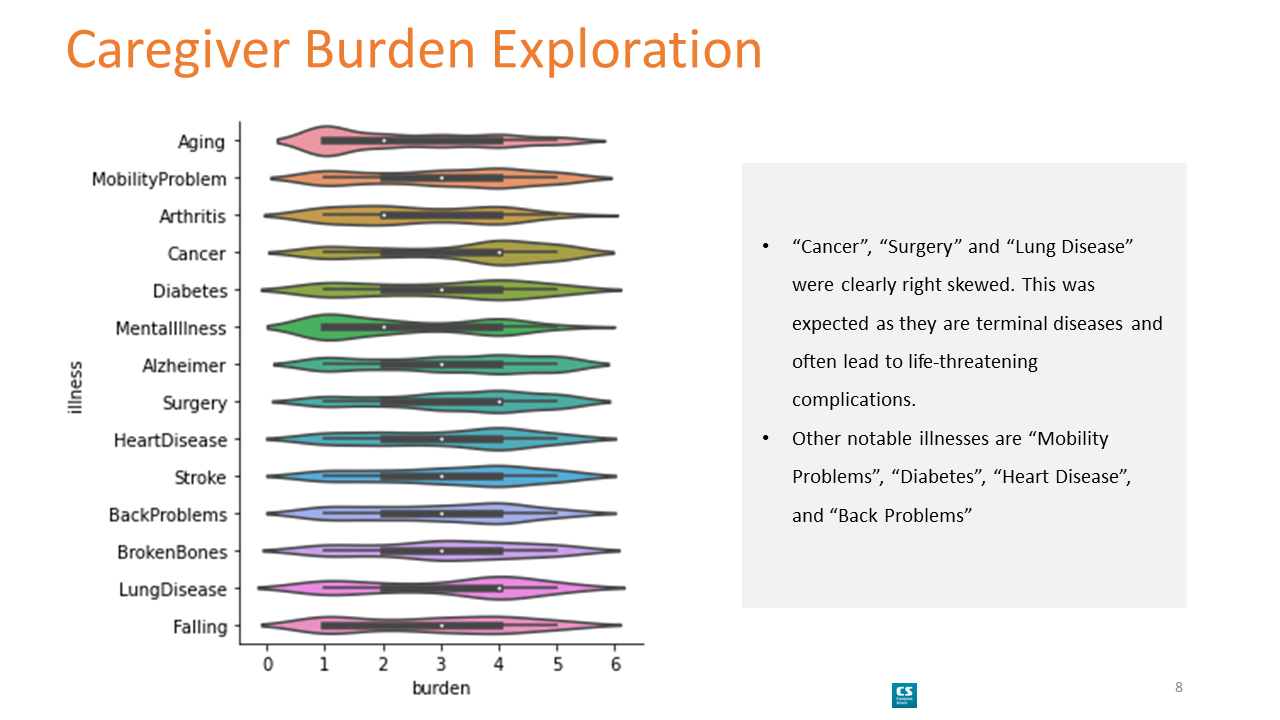 Caregiver Burden Exploration
illness
Aging
MobilityProblem
Arthritis
Cancer
Diabetes
MentalIllness
Alzheimer
Surgery
HeartDisease
Stroke
BackProblems
BrokenBones
LungDisease
Falling
0 1 2 3 4 5 6
burden
• “Cancer”, “Surgery” and “Lung Disease”
were clearly right skewed. This was
expected as they are terminal diseases and
often lead to life-threatening
complications.
• Other notable illnesses are “Mobility
Problems”, “Diabetes”, “Heart Disease”,
and “Back Problems”
CS
8